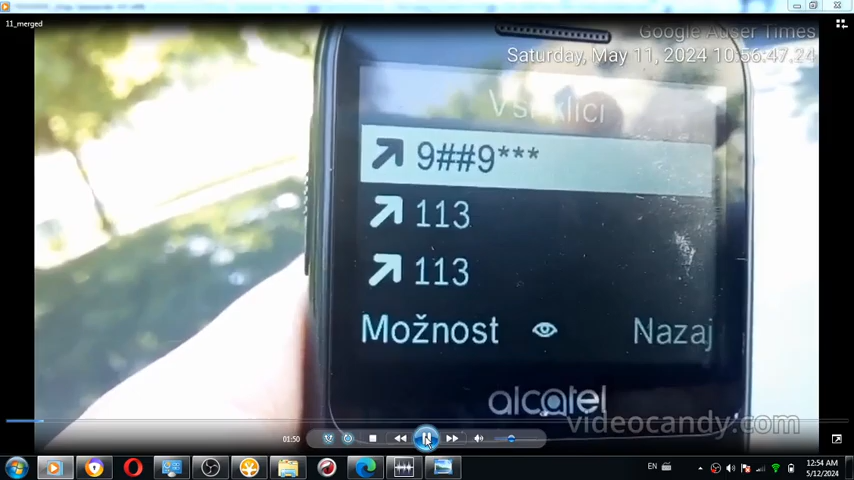 11_merged
Google Auser Times
Saturday, May 11, 2024 10:56:47.24
Vsi klici
9##9***
113
113
Možnost
Nazaj
alcatel
videocandy.com
01:50
EN
12:54 AM
5/12/2024